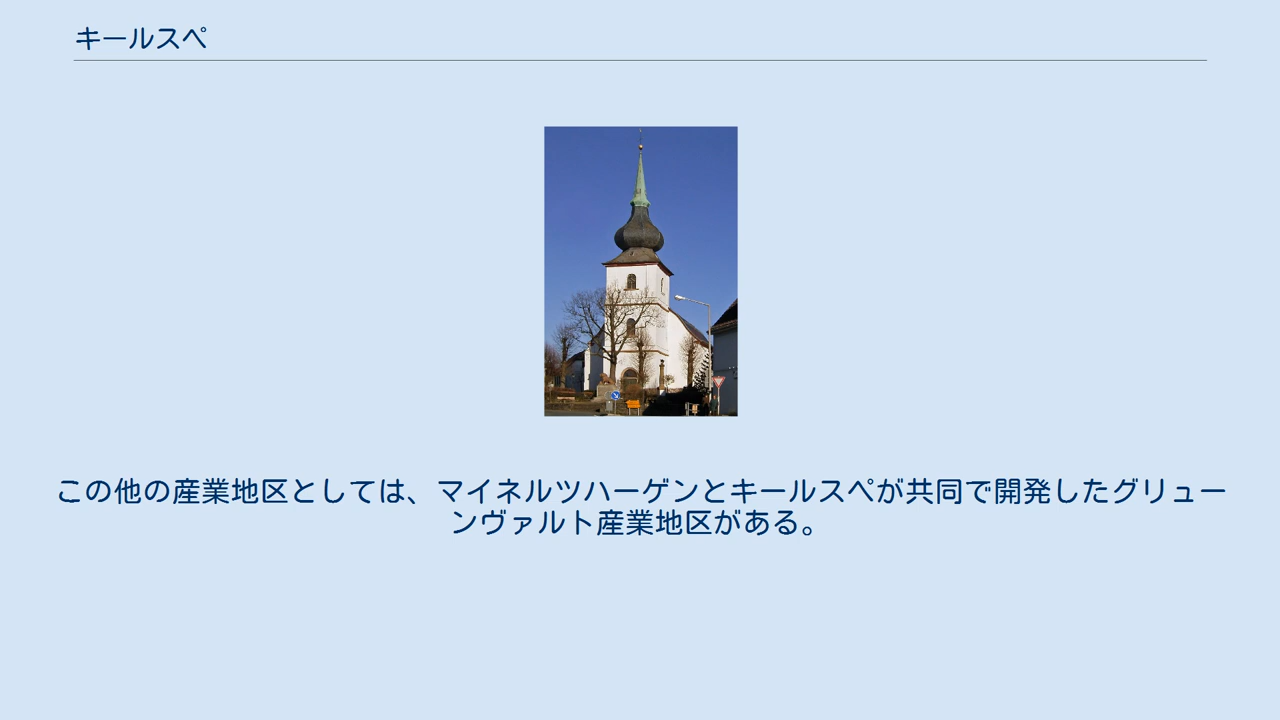 キールスペ
この他の産業地区としては、マイネルツハーゲンとキールスペが共同で開発したグリュー
ンヴァルト産業地区がある。